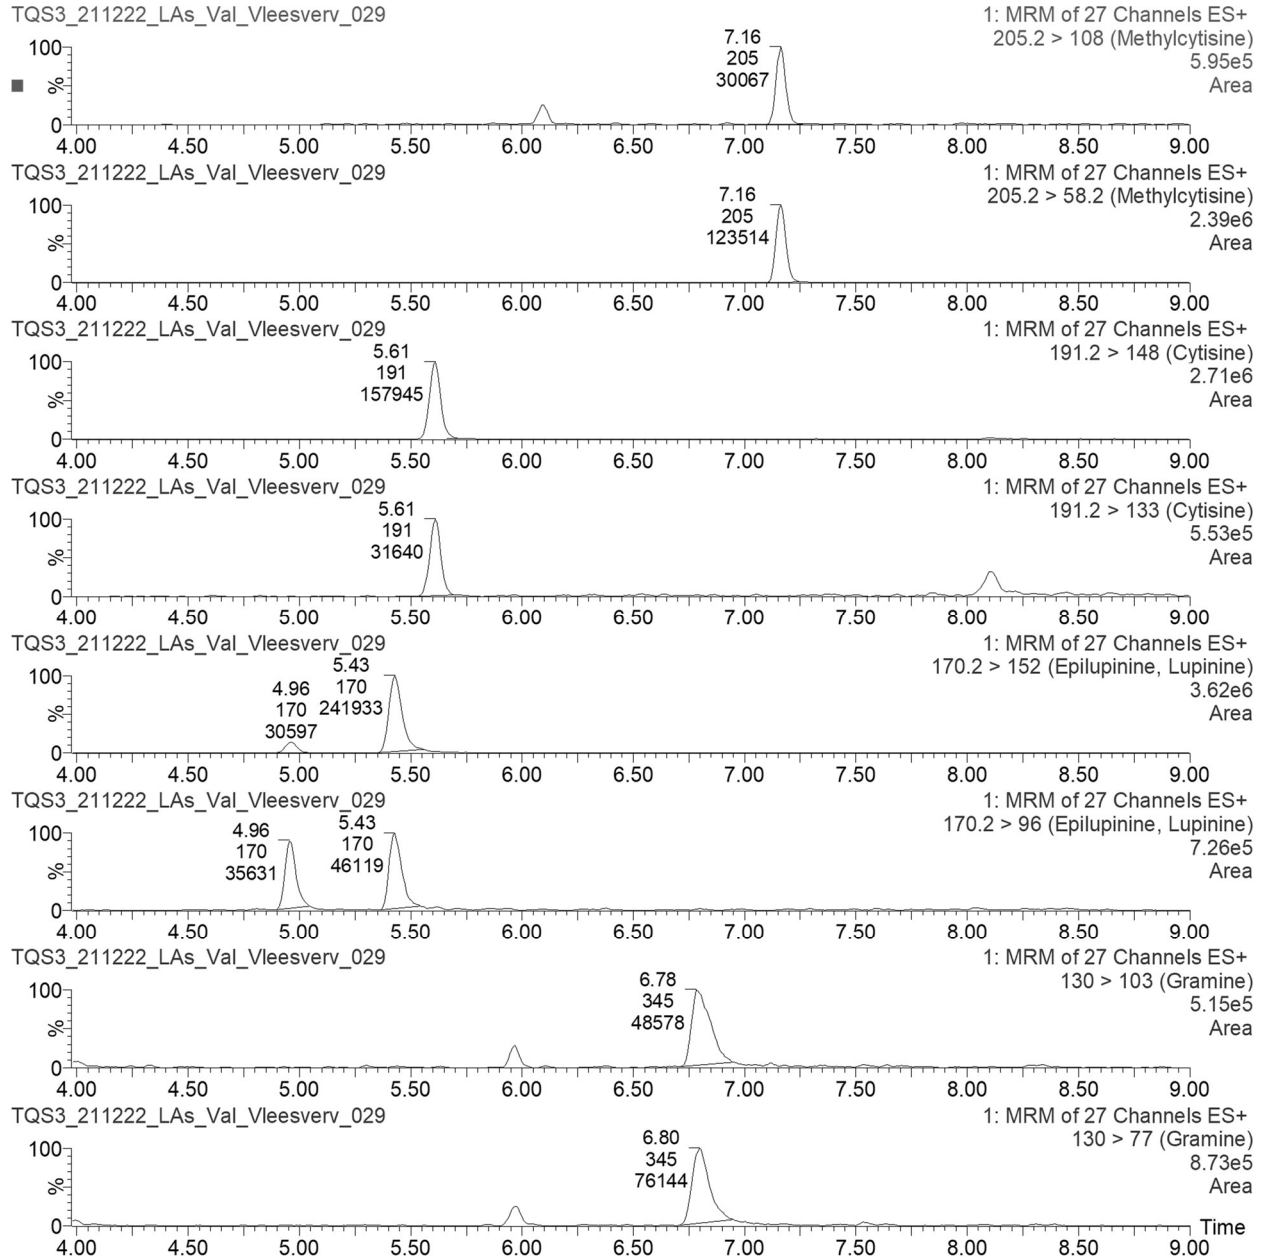 TQS3_211222_LAs_Val_Vleesverv_029 1: MRM of 27 Channels ES+
205.2 > 108 (Methylcytisine)
5.95e5
Area
7.16
205
30067
100
%
0
4.00 4.50 5.00 5.50 6.00 6.50 7.00 7.50 8.00 8.50 9.00
TQS3_211222_LAs_Val_Vleesverv_029 1: MRM of 27 Channels ES+
205.2 > 58.2 (Methylcytisine)
2.39e6
Area
7.16
205
123514
100
%
0
4.00 4.50 5.00 5.50 6.00 6.50 7.00 7.50 8.00 8.50 9.00
TQS3_211222_LAs_Val_Vleesverv_029 1: MRM of 27 Channels ES+
191.2 > 148 (Cytisine)
2.71e6
Area
5.61
191
157945
100
%
0
4.00 4.50 5.00 5.50 6.00 6.50 7.00 7.50 8.00 8.50 9.00
TQS3_211222_LAs_Val_Vleesverv_029 1: MRM of 27 Channels ES+
191.2 > 133 (Cytisine)
5.53e5
Area
5.61
191
31640
100
%
0
4.00 4.50 5.00 5.50 6.00 6.50 7.00 7.50 8.00 8.50 9.00
TQS3_211222_LAs_Val_Vleesverv_029 1: MRM of 27 Channels ES+
170.2 > 152 (Epilupinine, Lupinine)
3.62e6
Area
4.96
170
30597
5.43
170
241933
100
%
0
4.00 4.50 5.00 5.50 6.00 6.50 7.00 7.50 8.00 8.50 9.00
TQS3_211222_LAs_Val_Vleesverv_029 1: MRM of 27 Channels ES+
170.2 > 96 (Epilupinine, Lupinine)
7.26e5
Area
4.96
170
35631
5.43
170
46119
100
%
0
4.00 4.50 5.00 5.50 6.00 6.50 7.00 7.50 8.00 8.50 9.00
TQS3_211222_LAs_Val_Vleesverv_029 1: MRM of 27 Channels ES+
130 > 103 (Gramine)
5.15e5
Area
6.78
345
48578
100
%
0
4.00 4.50 5.00 5.50 6.00 6.50 7.00 7.50 8.00 8.50 9.00
TQS3_211222_LAs_Val_Vleesverv_029 1: MRM of 27 Channels ES+
130 > 77 (Gramine)
8.73e5
Area
6.80
345
76144
100
%
0
Time
4.00 4.50 5.00 5.50 6.00 6.50 7.00 7.50 8.00 8.50 9.00